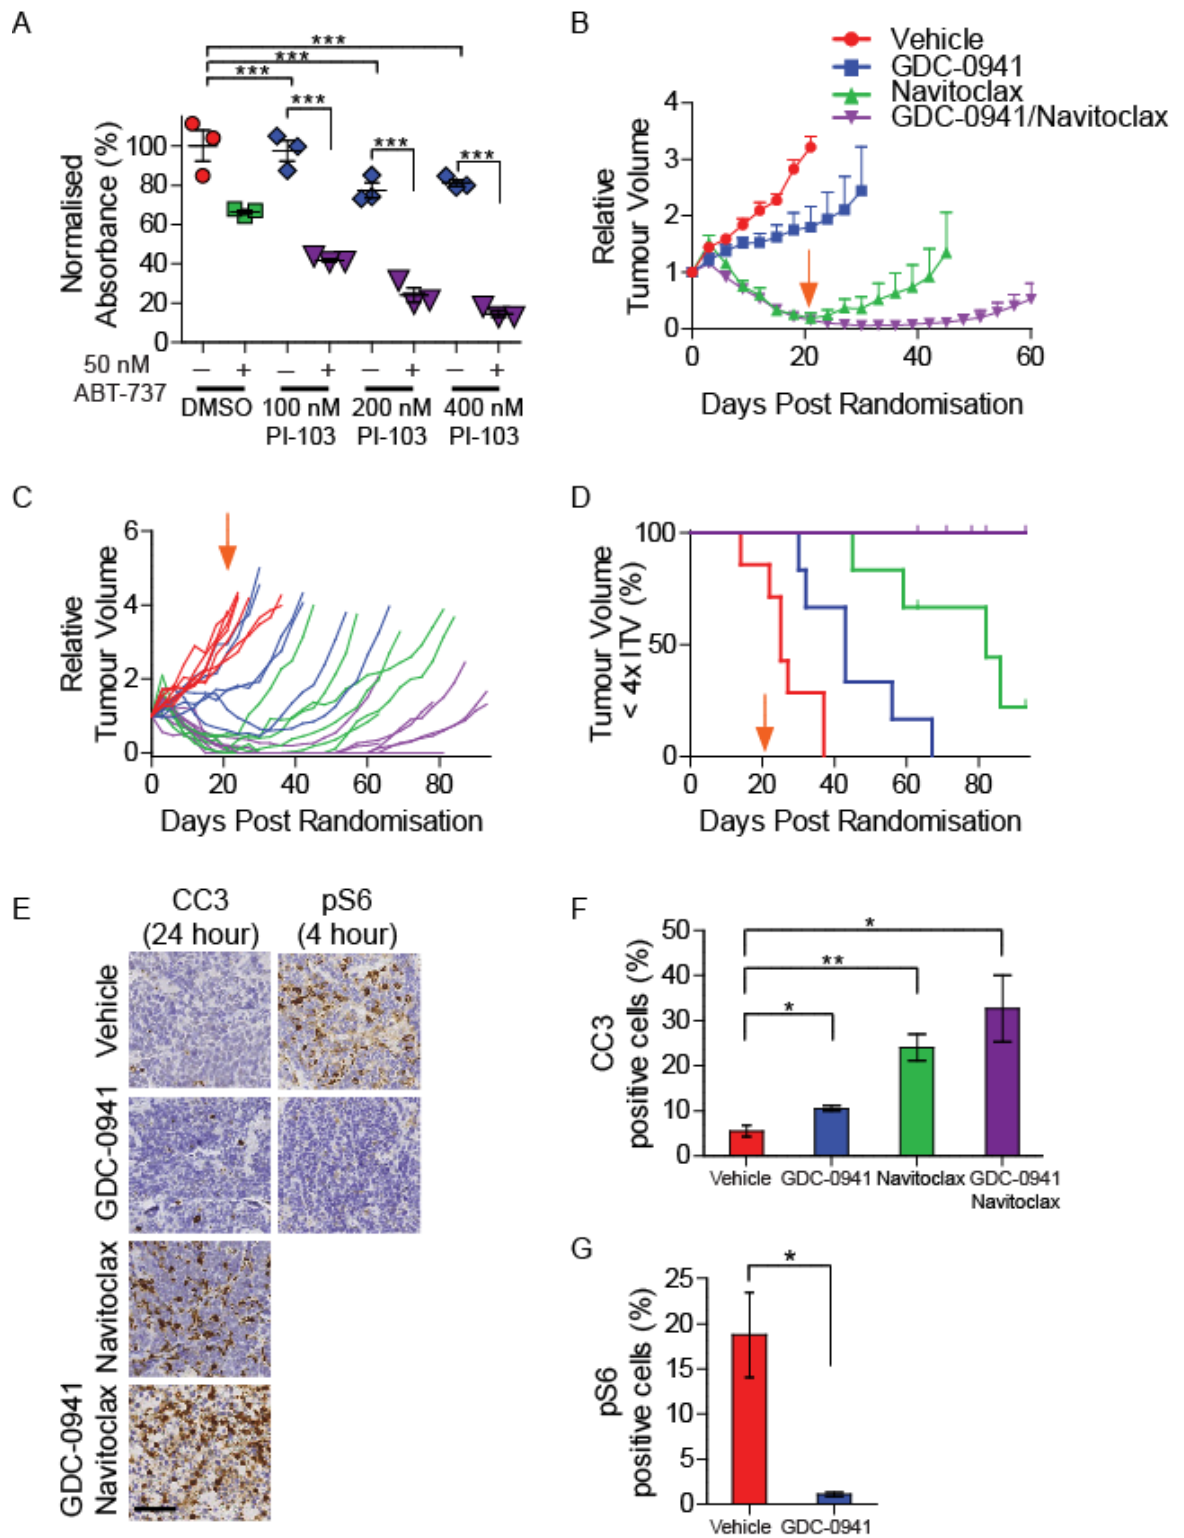 A
***
***
***
***
***
***
Normalised
Absorbance (%)
100
80
60
40
20
0
50 nM
ABT-737
– + – + – + – +
DMSO 100 nM 200 nM 400 nM
PI-103 PI-103 PI-103
B
Vehicle
GDC-0941
Navitoclax
GDC-0941/Navitoclax
Relative
Tumour Volume
4
3
2
1
0
0 20 40 60
Days Post Randomisation
C
Relative
Tumour Volume
6
4
2
0
0 20 40 60 80
Days Post Randomisation
D
Tumour Volume
< 4x ITV (%)
100
50
0
0 20 40 60 80
Days Post Randomisation
E
CC3 pS6
(24 hour) (4 hour)
Vehicle
GDC-0941
Navitoclax
GDC-0941
Navitoclax
F
CC3
positive cells (%)
50
40
30
20
10
0
*
**
*
Vehicle GDC-0941 Navitoclax GDC-0941
Navitoclax
G
pS6
positive cells (%)
25
20
15
10
5
0
*
Vehicle GDC-0941